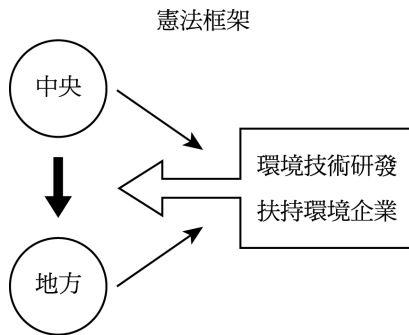 憲法框架
中央
環境技術研發
扶持環境企業
地方